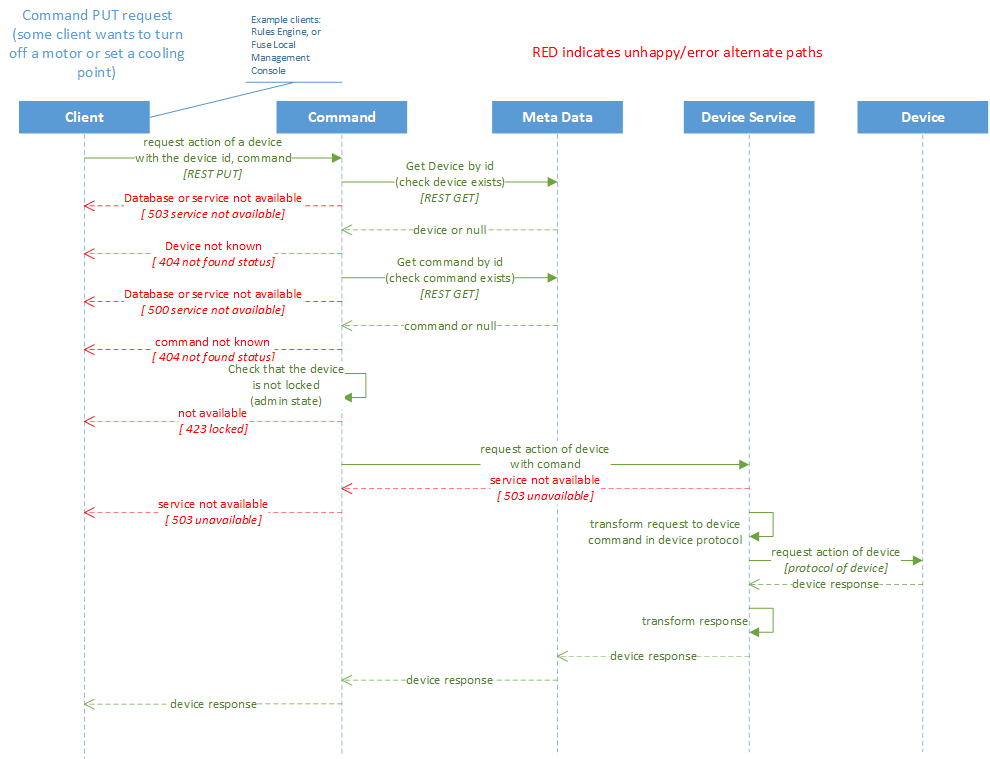 Command PUT request
(some client wants to turn
off a motor or set a cooling
point)
Example clients:
Rules Engine, or
Fuse Local
Management
Console
RED indicates unhappy/error alternate paths
Client
Command
Meta Data
Device Service
Device
request action of a device
with the device id, command
[REST PUT]
Get Device by id
(check device exists)
[REST GET]
Database or service not available
[ 503 service not available]
device or null
Device not known
[ 404 not found status]
Get command by id
(check command exists)
[REST GET]
Database or service not available
[ 500 service not available]
command or null
command not known
[ 404 not found status]
Check that the device
is not locked
(admin state)
not available
[ 423 locked]
request action of device
with comand
service not available
[ 503 unavailable]
service not available
[ 503 unavailable]
transform request to device
command in device protocol
request action of device
[protocol of device]
device response
transform response
device response
device response
device response